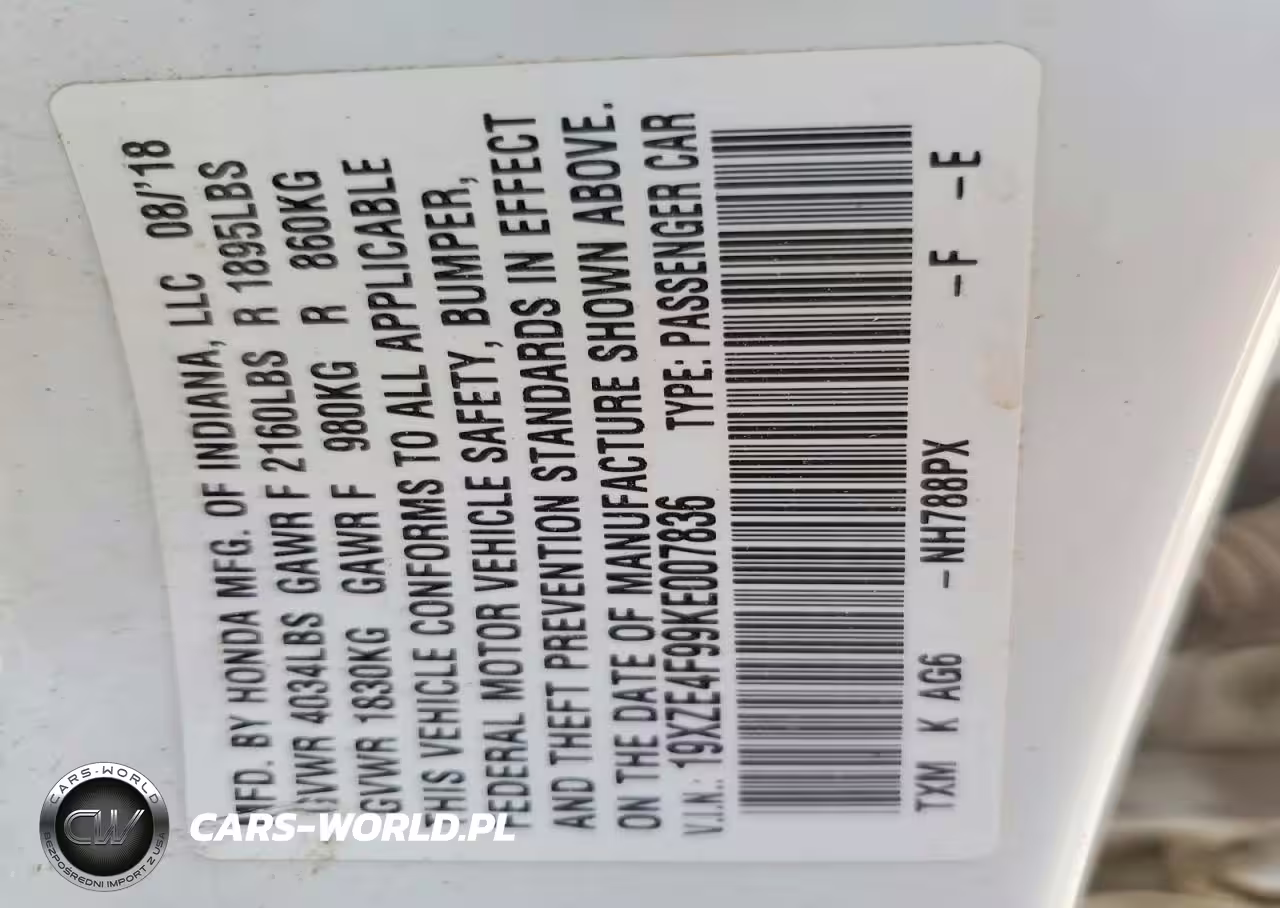 MFD. BY HONDA MFG. OF INDIANA, LLC 08/'18
GVWR 4034LBS GAWR F 2160LBS R 1895LBS
GVWR 1830KG GAWR F 980KG R 860KG
THIS VEHICLE CONFORMS TO ALL APPLICABLE
FEDERAL MOTOR VEHICLE SAFETY, BUMPER,
AND THEFT PREVENTION STANDARDS IN EFFECT
ON THE DATE OF MANUFACTURE SHOWN ABOVE.
V.I.N.: 19XZE4F99KE007836 TYPE: PASSENGER CAR
TXM K AG6 -NH788PX -F -E
CARS-WORLD
CW
BEZPOŚREDNI IMPORT Z USA
CARS-WORLD.PL